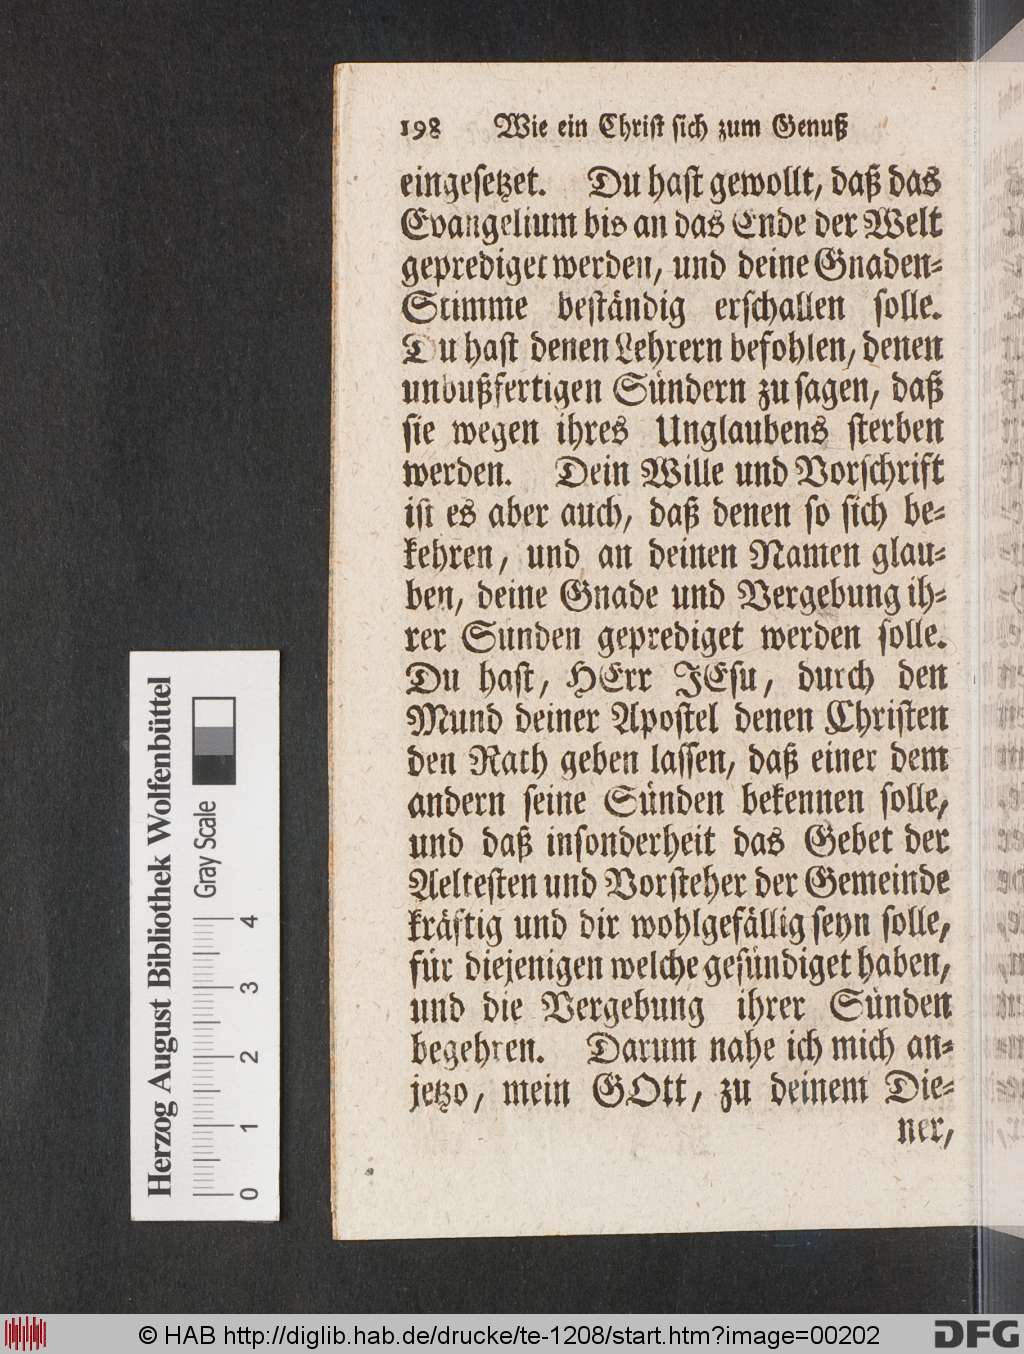 198 Wie ein Christ sich zum Genuß
eingesetzet. Du hast gewollt, daß das
Evangelium bis an das Ende der Welt
geprediget werden, und deine Gnaden=
Stimme beständig erschallen solle.
Du hast denen Lehrern befohlen, denen
unbußfertigen Sündern zu sagen, daß
sie wegen ihres Unglaubens sterben
werden. Dein Wille und Vorschrift
ist es aber auch, daß denen so sich be=
kehren, und an deinen Namen glau=
ben, deine Gnade und Vergebung ih=
rer Sunden geprediget werden solle.
Du hast, HErr JEsu, durch den
Mund deiner Apostel denen Christen
den Rath geben lassen, daß einer dem
andern seine Sünden bekennen solle,
und daß insonderheit das Gebet der
Aeltesten und Vorsteher der Gemeinde
kräftig und dir wohlgefällig seyn solle,
für diejenigen welche gesündiget haben,
und die Vergebung ihrer Sünden
begehren. Darum nahe ich mich an=
jetzo, mein GOtt, zu deinem Die=
ner,
Herzog August Bibliothek Wolfenbüttel
Gray Scale
0 1 2 3 4
© HAB http://diglib.hab.de/drucke/te-1208/start.htm?image=00202
DFG